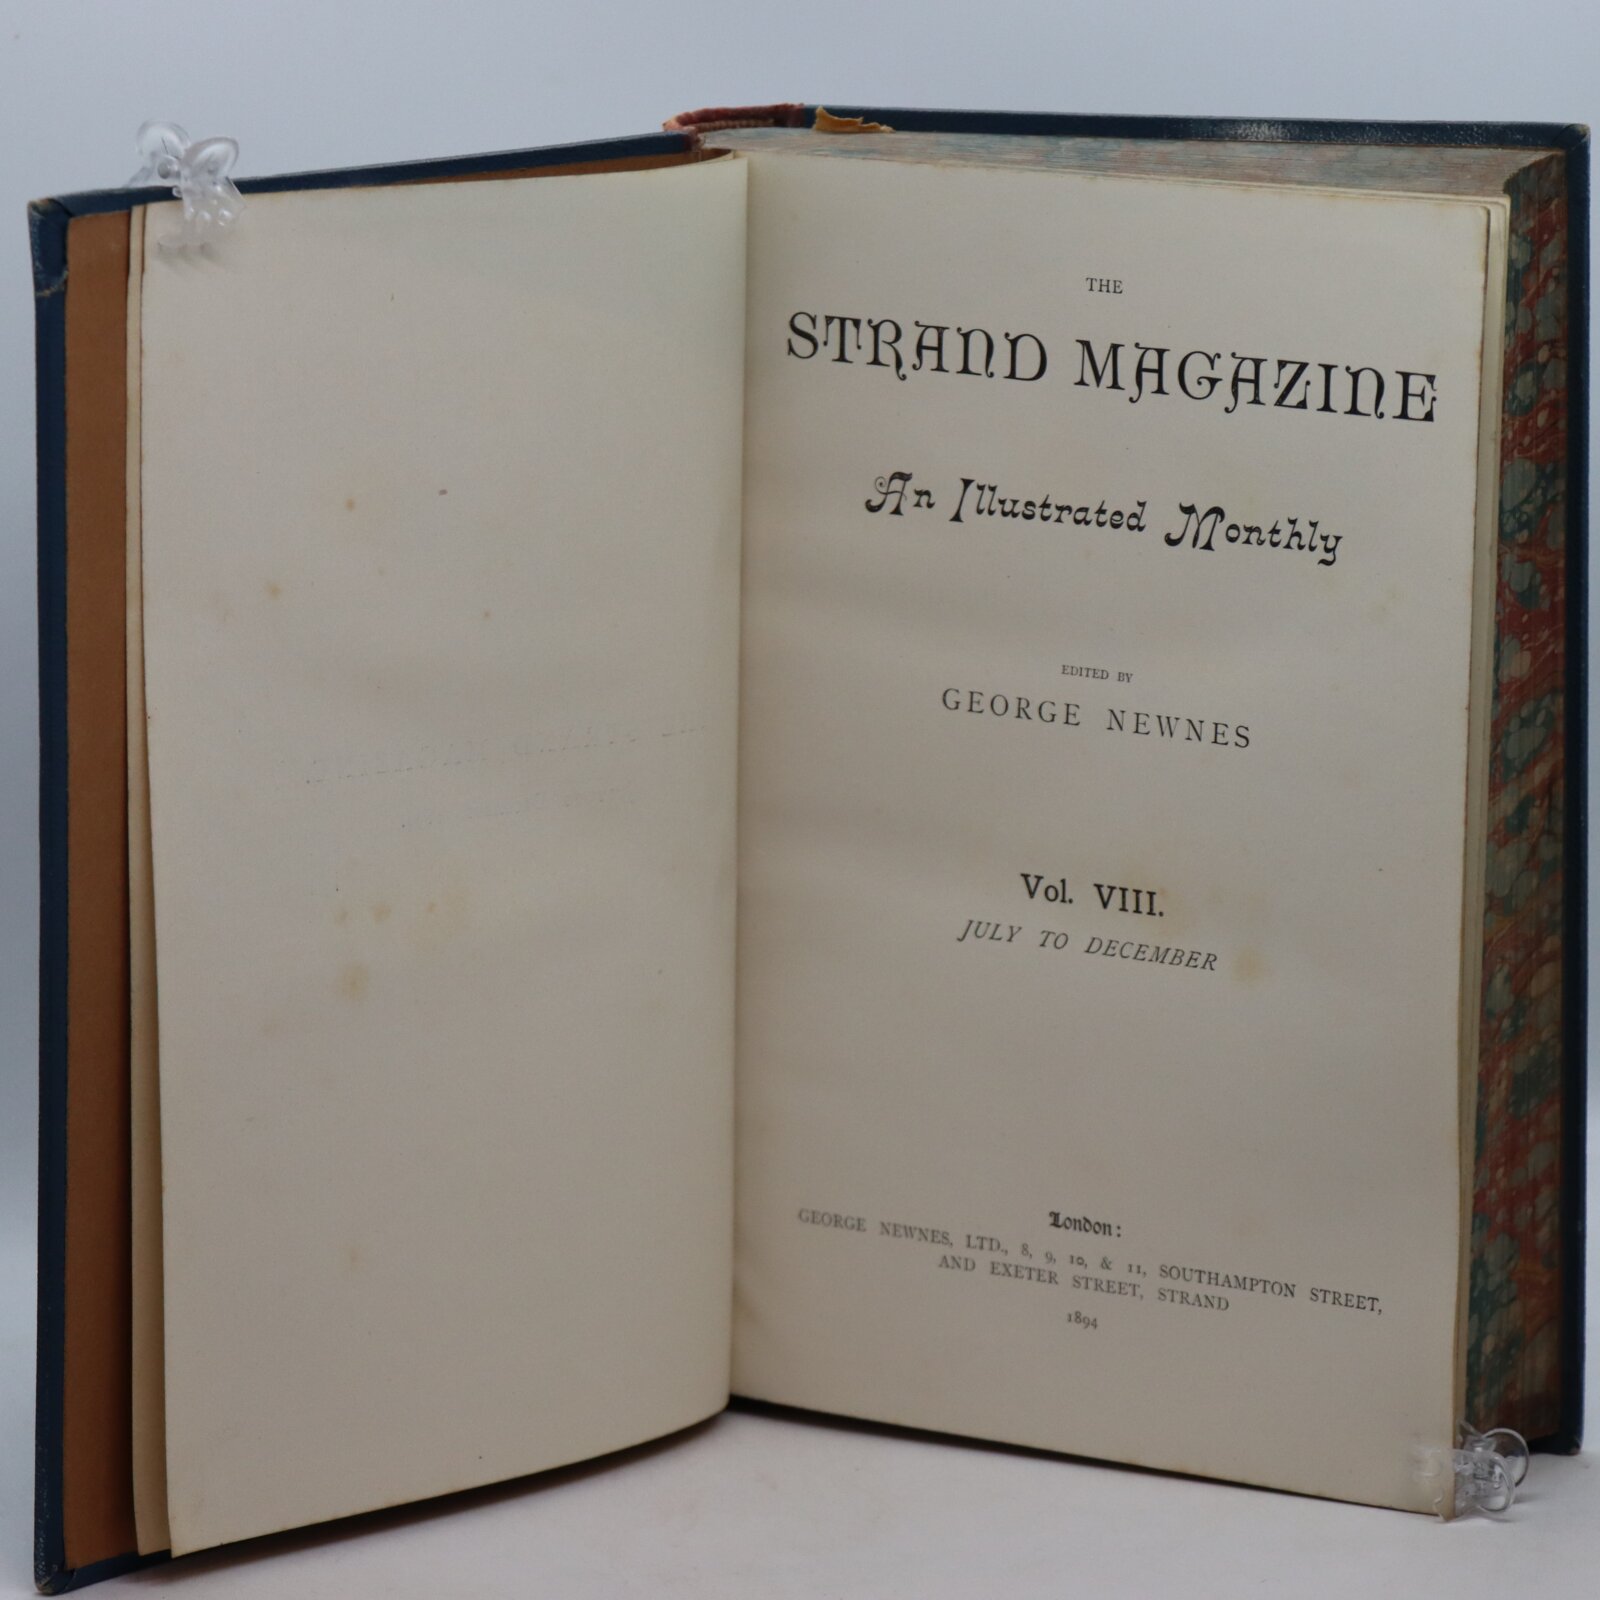 THE
STRAND MAGAZINE
An Illustrated Monthly
EDITED BY
GEORGE NEWNES
Vol. VIII.
JULY TO DECEMBER
London:
GEORGE NEWNES, LTD., 8, 9, 10, & 11, SOUTHAMPTON STREET,
AND EXETER STREET, STRAND
1894